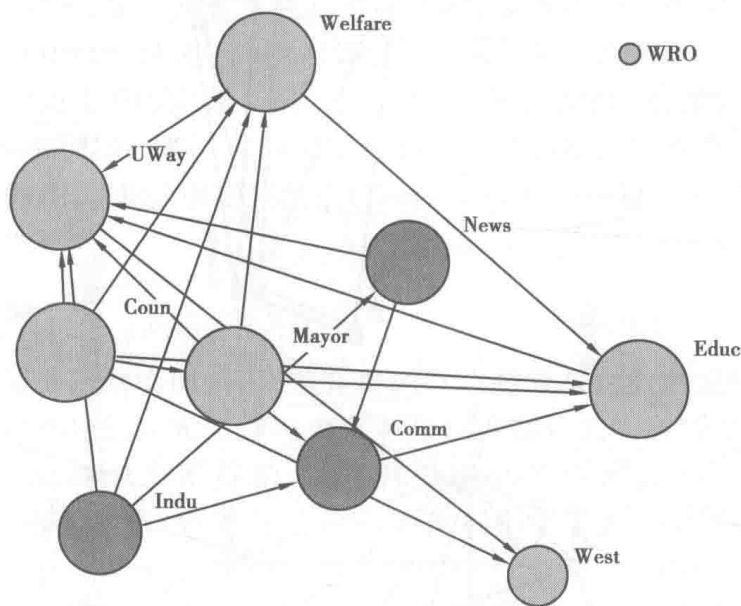 Welfare
WRO
UWay
News
Coun
Mayor
Educ
Comm
Indu
West